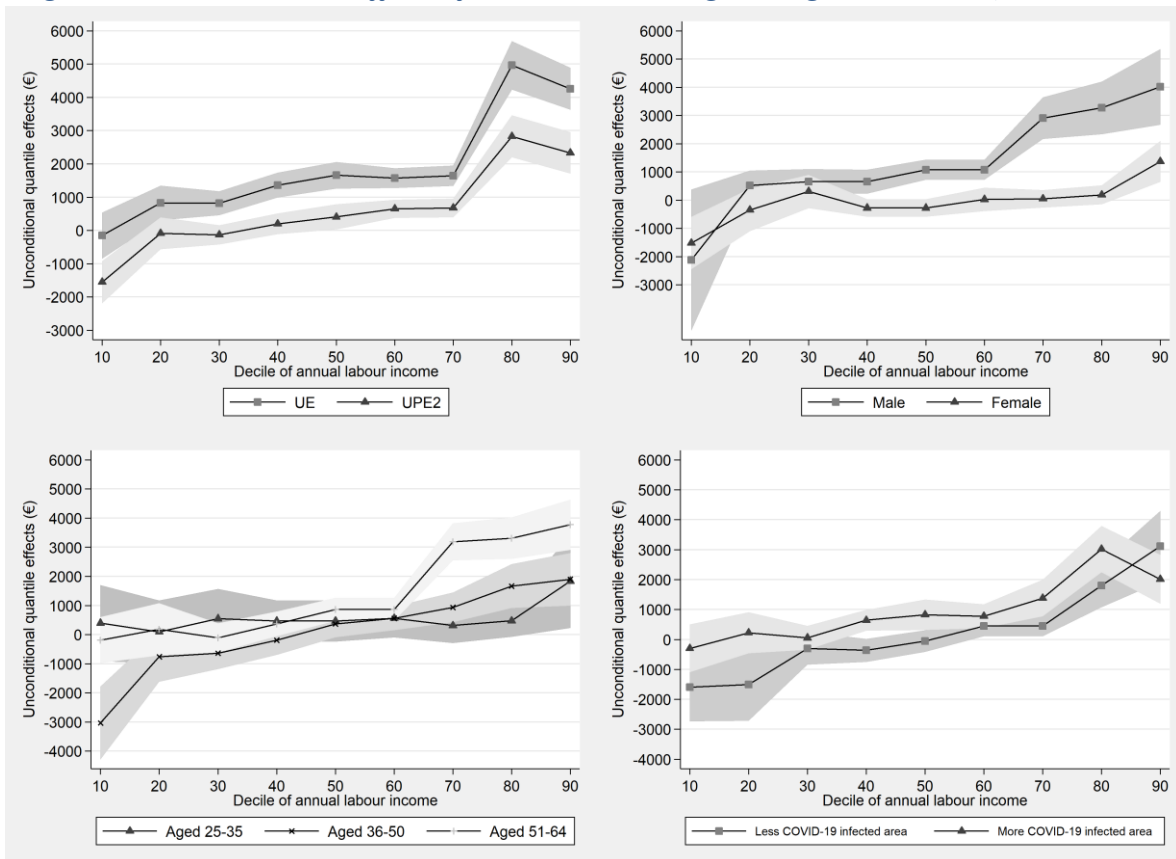 Unconditional quantile effects (€)
6000
5000
4000
3000
2000
1000
0
-1000
-2000
-3000
10 20 30 40 50 60 70 80 90
Decile of annual labour income
UE UPE2
Unconditional quantile effects (€)
6000
5000
4000
3000
2000
1000
0
-1000
-2000
-3000
10 20 30 40 50 60 70 80 90
Decile of annual labour income
Male Female
Unconditional quantile effects (€)
6000
5000
4000
3000
2000
1000
0
-1000
-2000
-3000
-4000
10 20 30 40 50 60 70 80 90
Decile of annual labour income
Aged 25-35 Aged 36-50 Aged 51-64
Unconditional quantile effects (€)
6000
5000
4000
3000
2000
1000
0
-1000
-2000
-3000
-4000
10 20 30 40 50 60 70 80 90
Decile of annual labour income
Less COVID-19 infected area More COVID-19 infected area